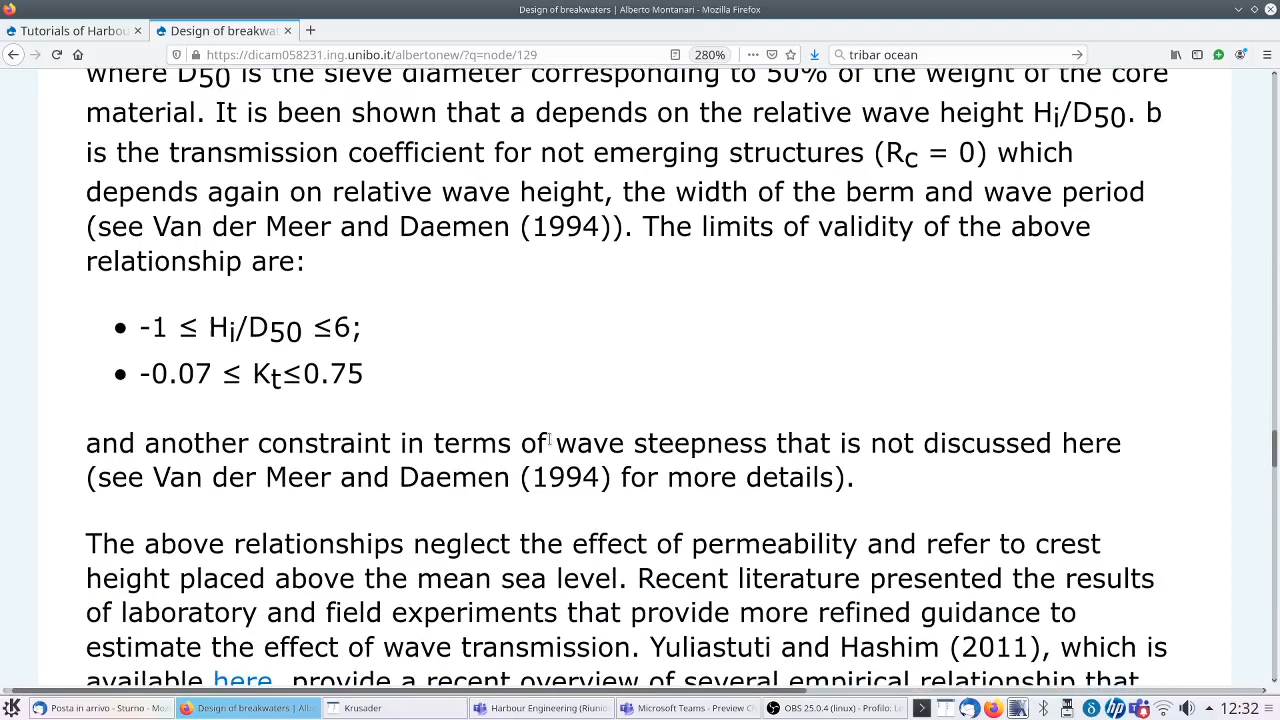 Design of breakwaters | Alberto Montanari - Mozilla Firefox
Tutorials of Harbou
Design of breakwat
https://dicam058231.ing.unibo.it/albertonew/?q=node/129
280%
tribar ocean
where D50 is the sieve diameter corresponding to 50% of the weight of the core
material. It is been shown that a depends on the relative wave height Hi/D50. b
is the transmission coefficient for not emerging structures (Rc = 0) which
depends again on relative wave height, the width of the berm and wave period
(see Van der Meer and Daemen (1994)). The limits of validity of the above
relationship are:
• -1 ≤ Hi/D50 ≤6;
• -0.07 ≤ Kt≤0.75
and another constraint in terms of wave steepness that is not discussed here
(see Van der Meer and Daemen (1994) for more details).
The above relationships neglect the effect of permeability and refer to crest
height placed above the mean sea level. Recent literature presented the results
of laboratory and field experiments that provide more refined guidance to
estimate the effect of wave transmission. Yuliastuti and Hashim (2011), which is
available here, provide a recent overview of several empirical relationship that
Posta in arrivo - Sturno - Mo
Design of breakwaters | Alb
Krusader
Harbour Engineering (Riunio
Microsoft Teams - Preview
OBS 25.0.4 (linux) - Profilo: L
12:32